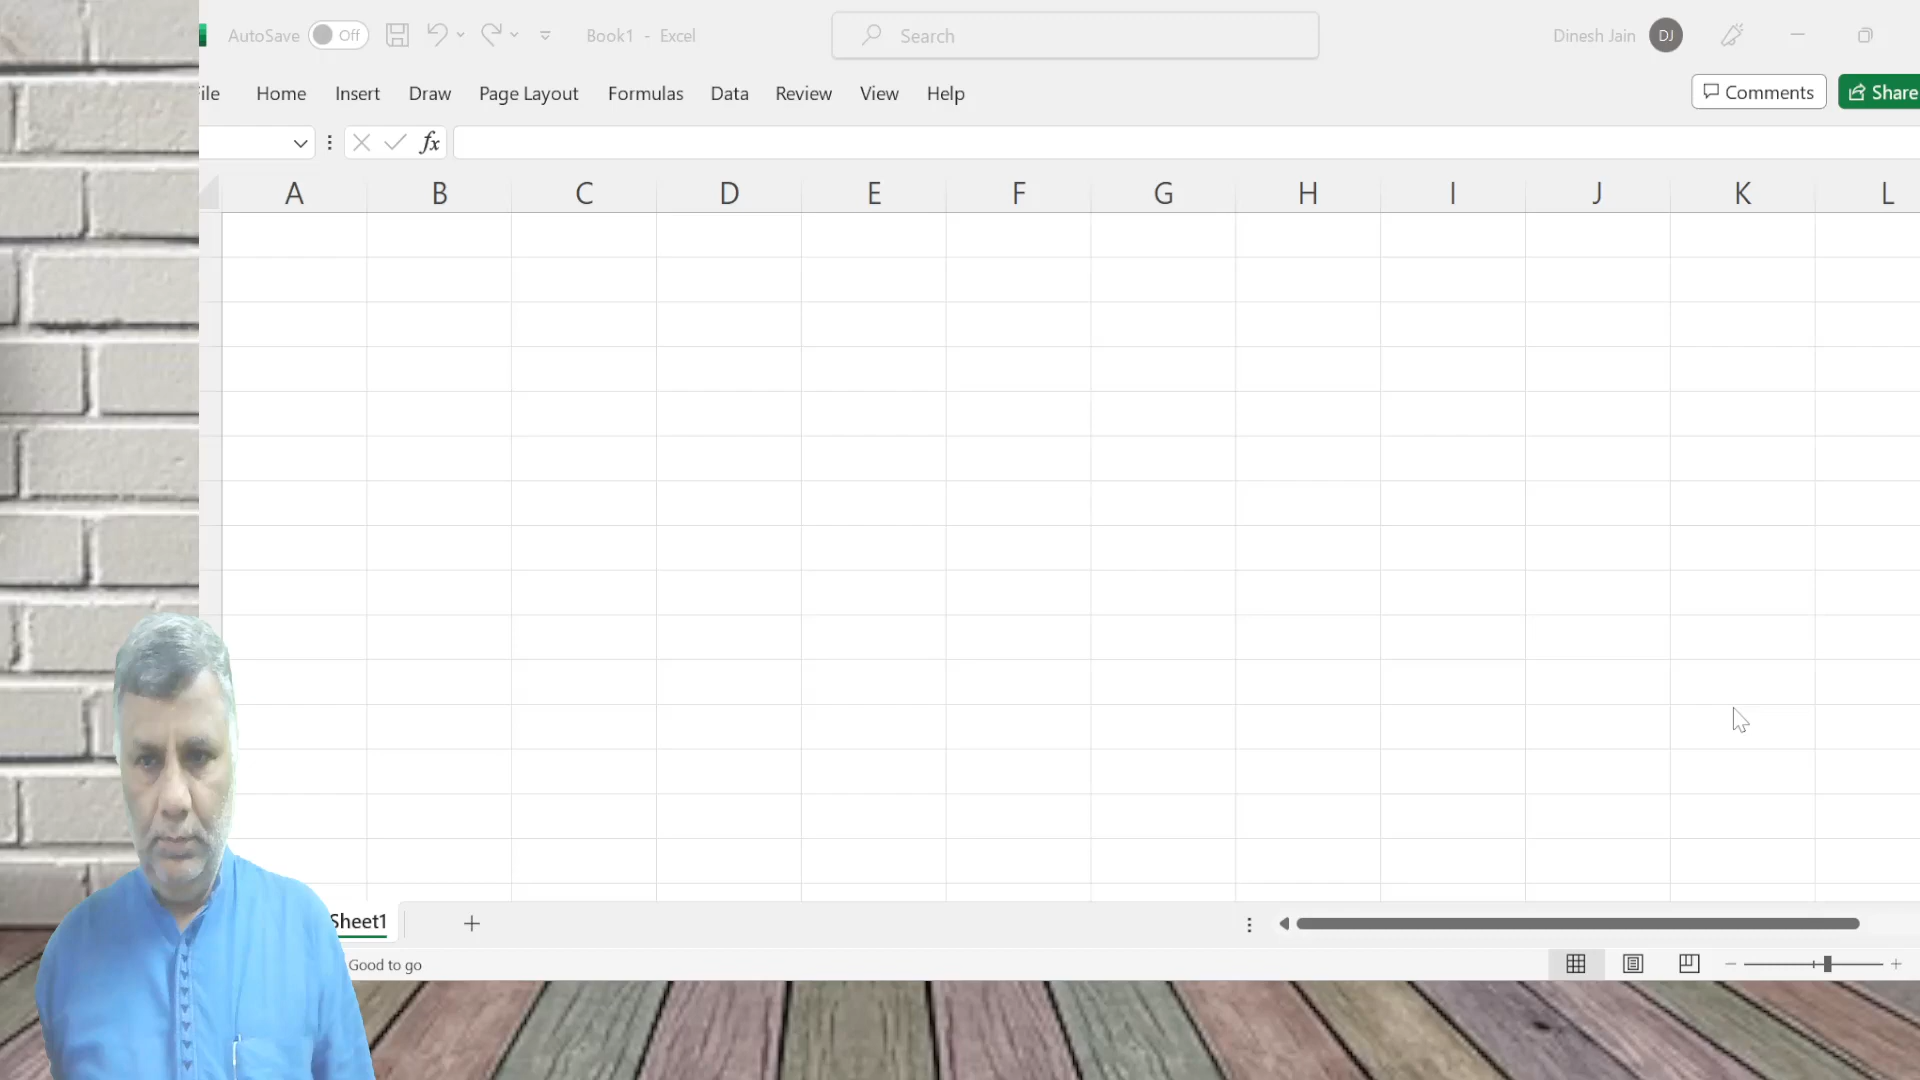 AutoSave Off Book1 - Excel Search Dinesh Jain DJ
ile Home Insert Draw Page Layout Formulas Data Review View Help Comments Share
fx
A B C D E F G H I J K L
Sheet1
Good to go